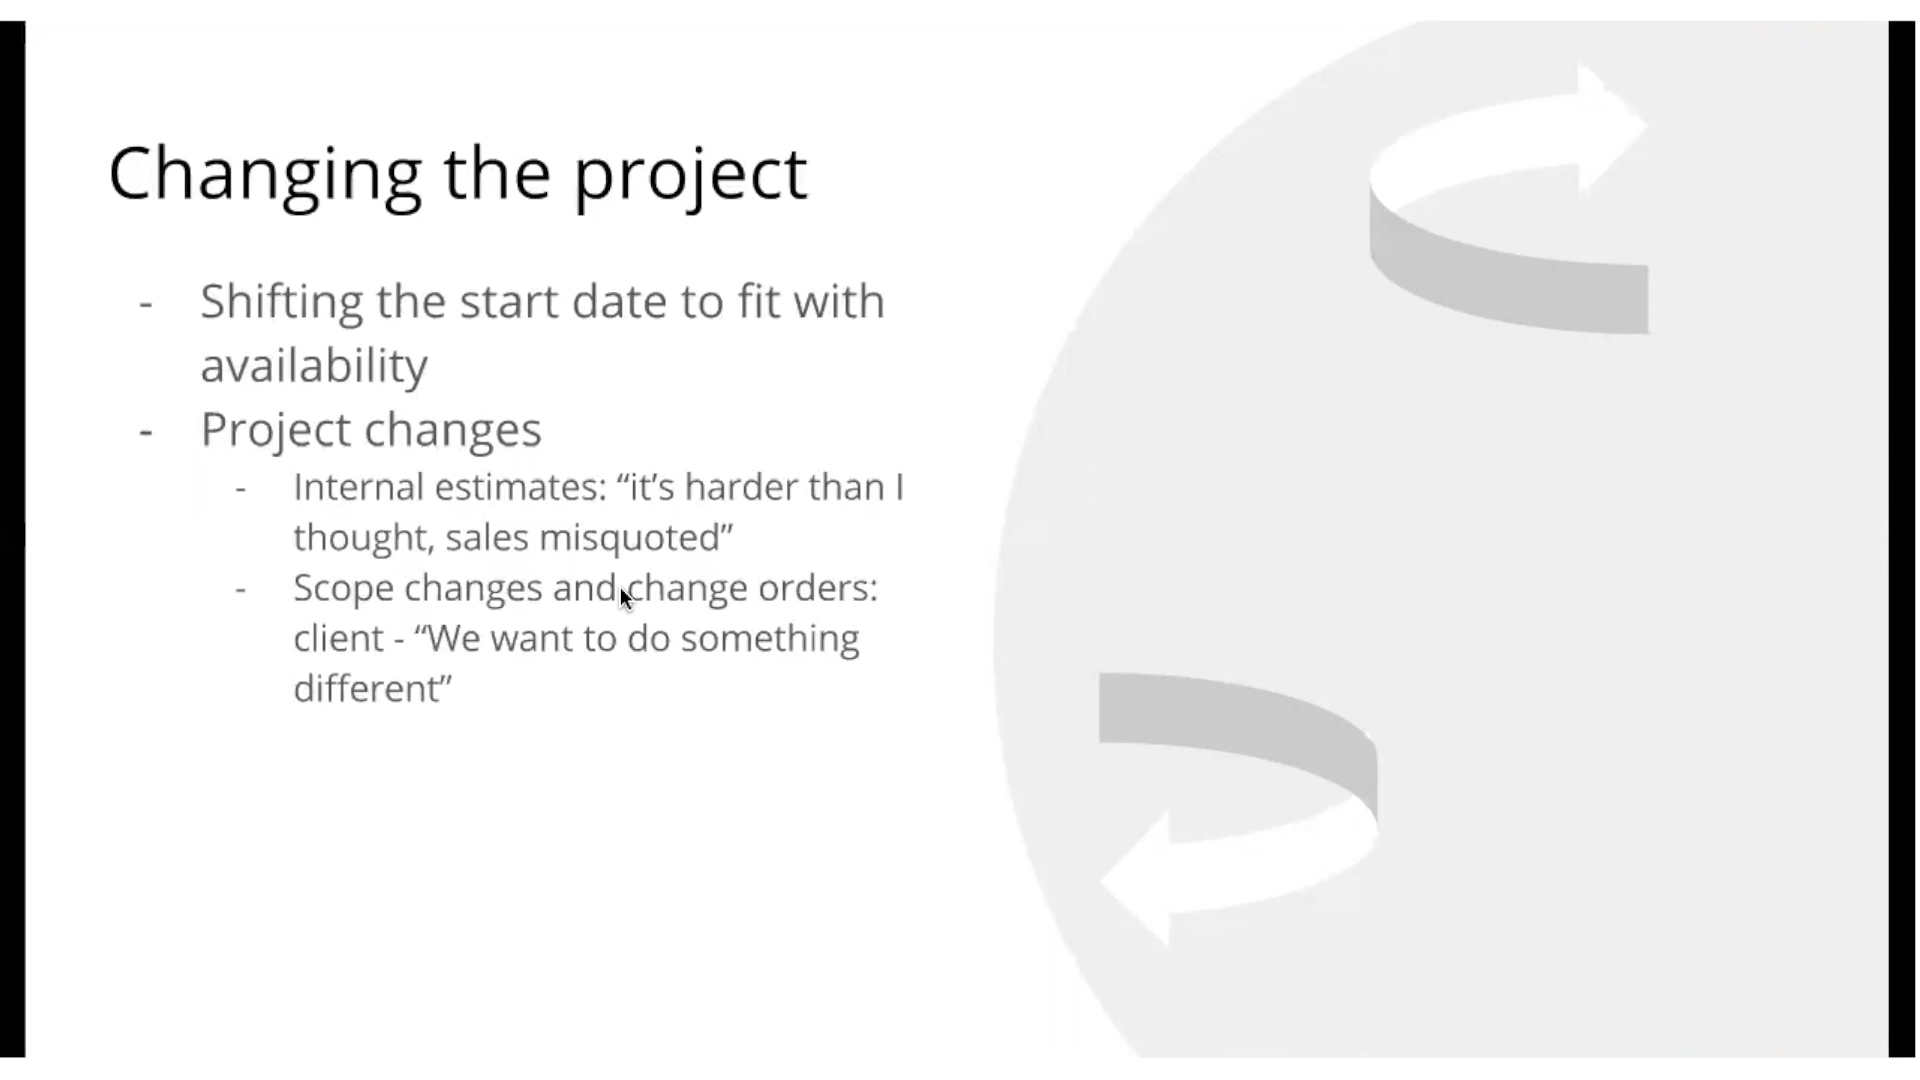 Changing the project
- Shifting the start date to fit with
availability
- Project changes
- Internal estimates: “it’s harder than I
thought, sales misquoted”
- Scope changes and change orders:
client - “We want to do something
different”